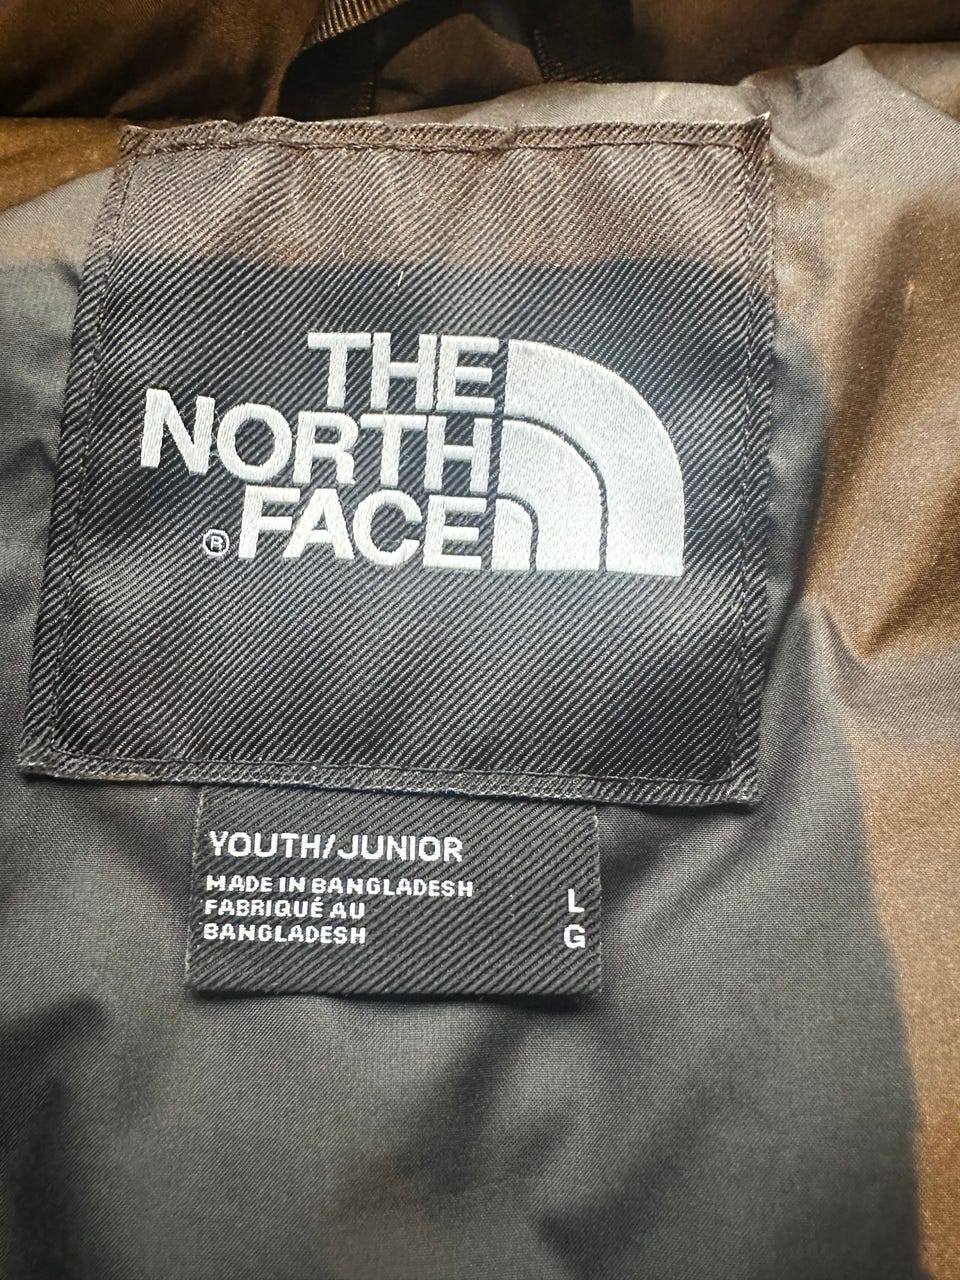 THE
NORTH
® FACE
YOUTH/JUNIOR
MADE IN BANGLADESH
FABRIQUÉ AU
BANGLADESH
L
G